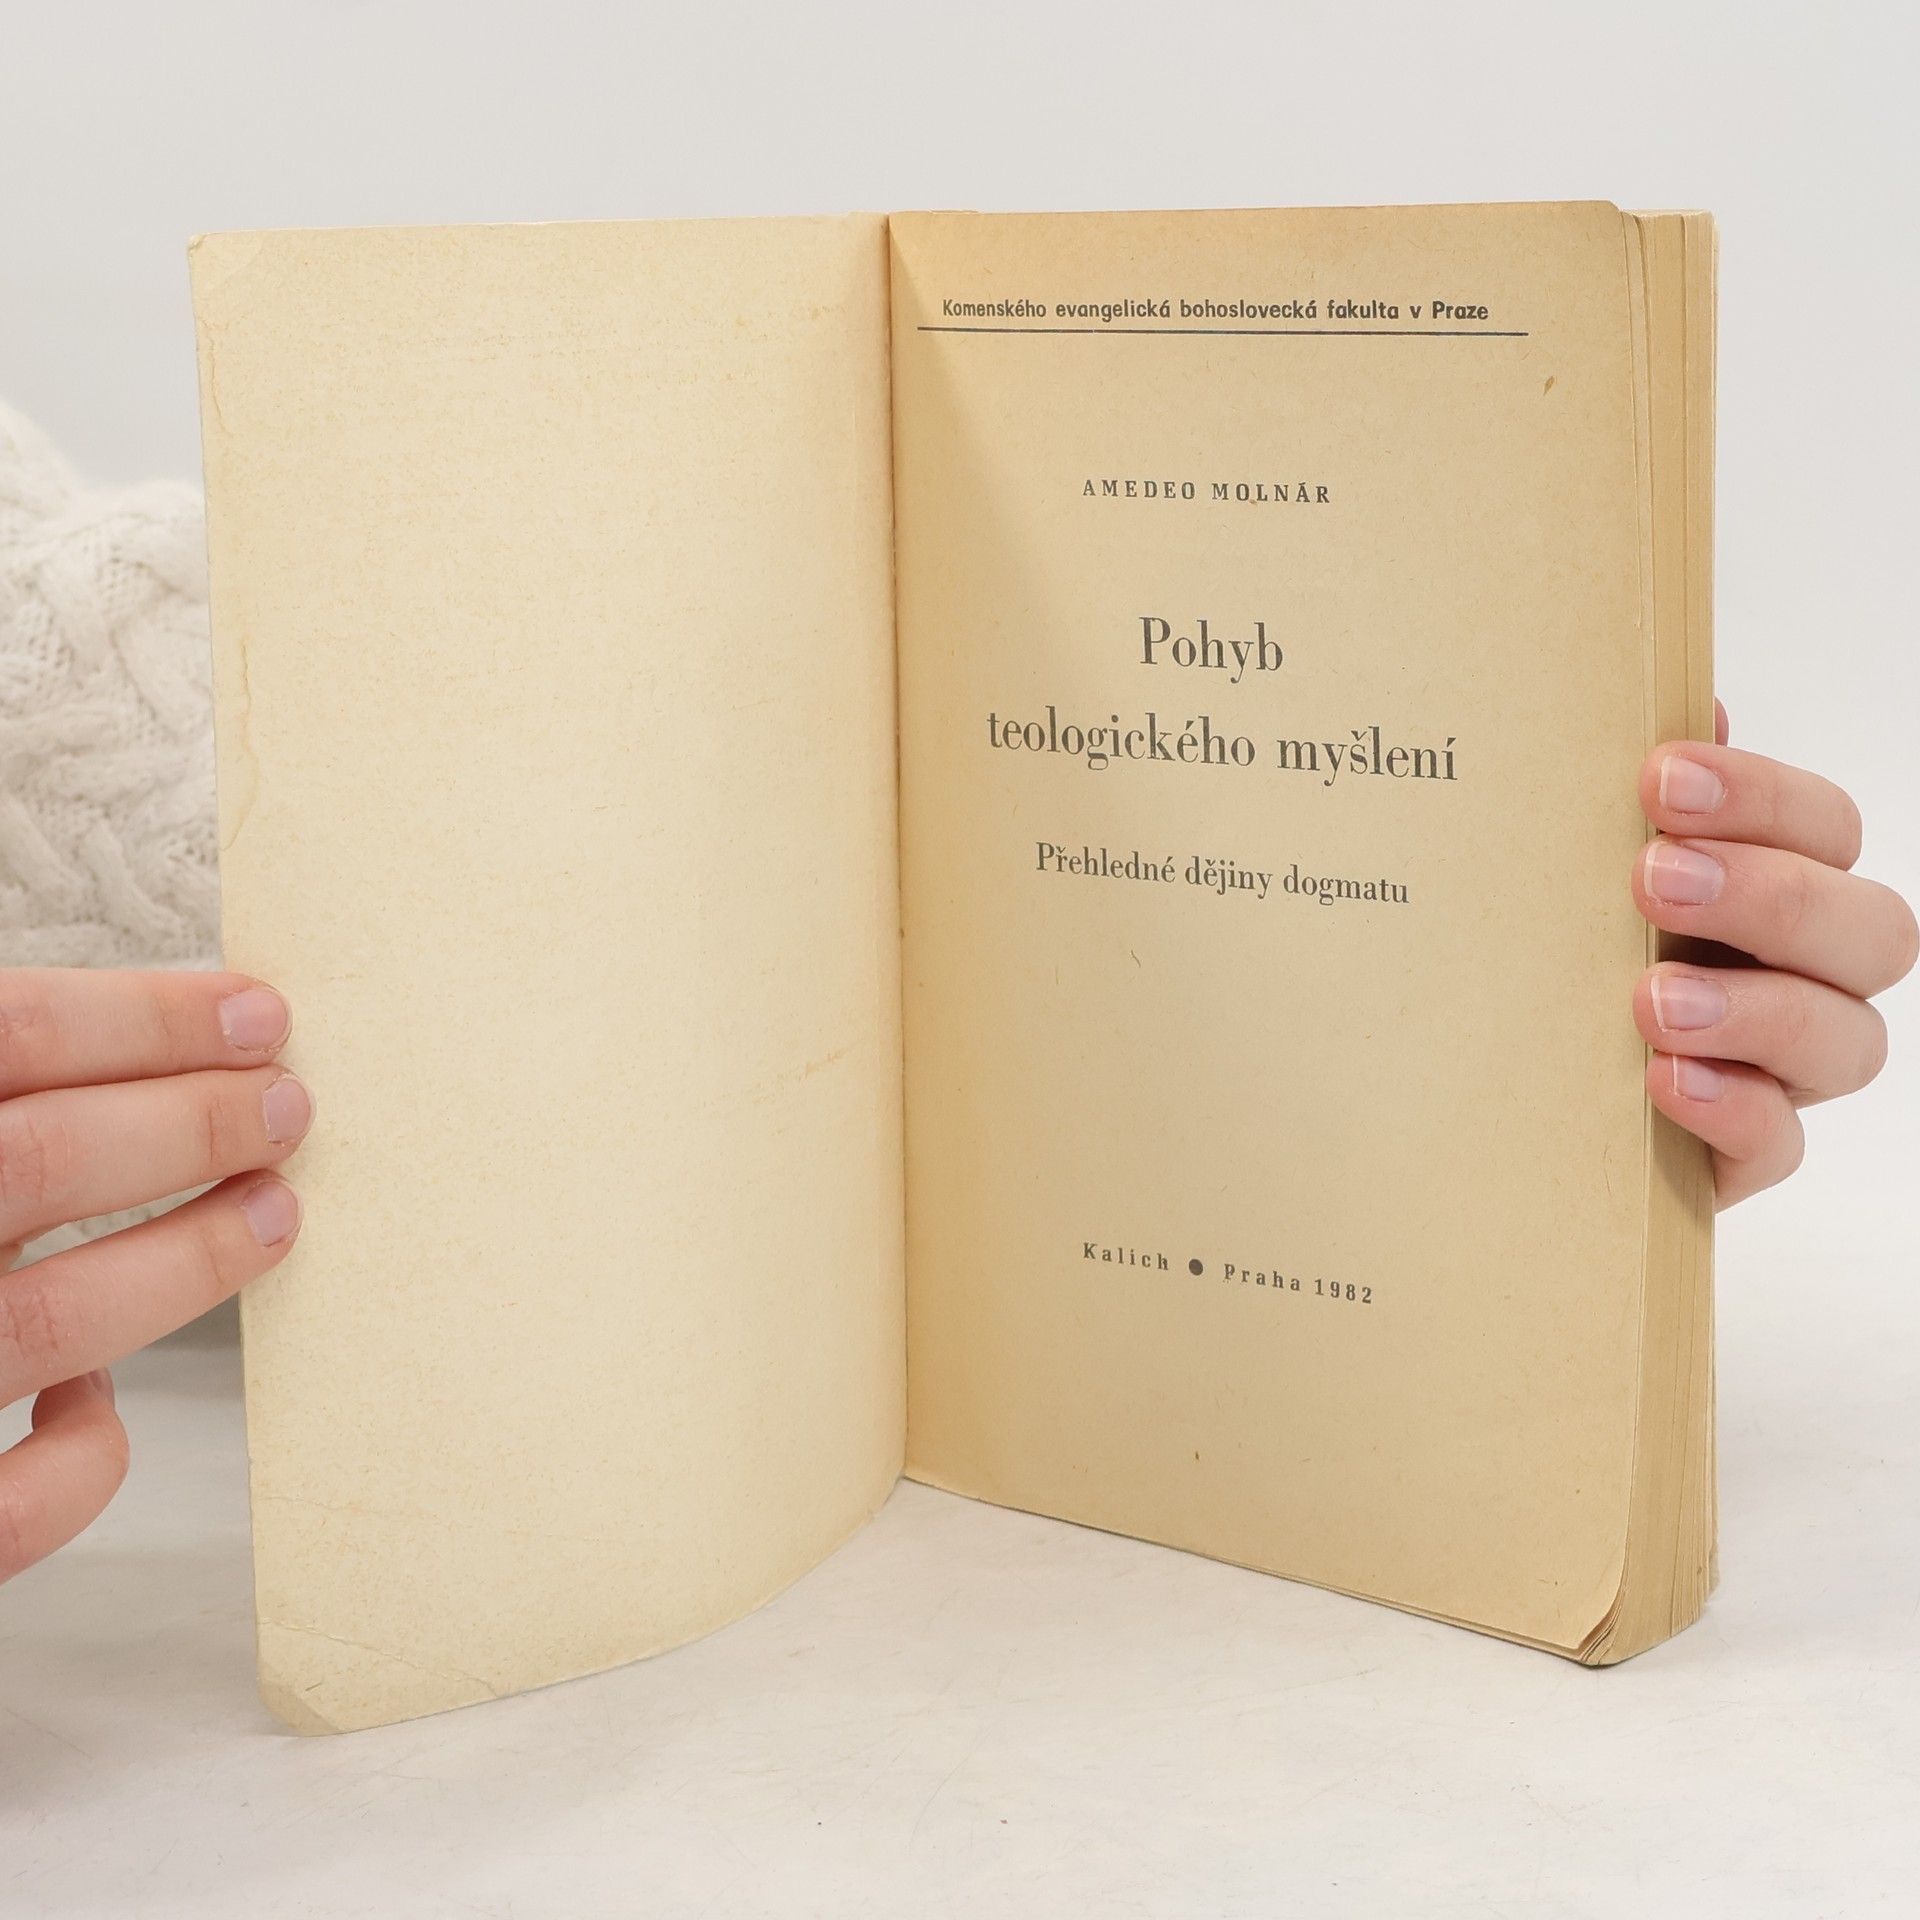 Komenského evangelická bohoslovecká fakulta v Praze
AMEDEO MOLNÁR
Pohyb
teologického myšlení
Přehledné dějiny dogmatu
Kalich ● Praha 1982